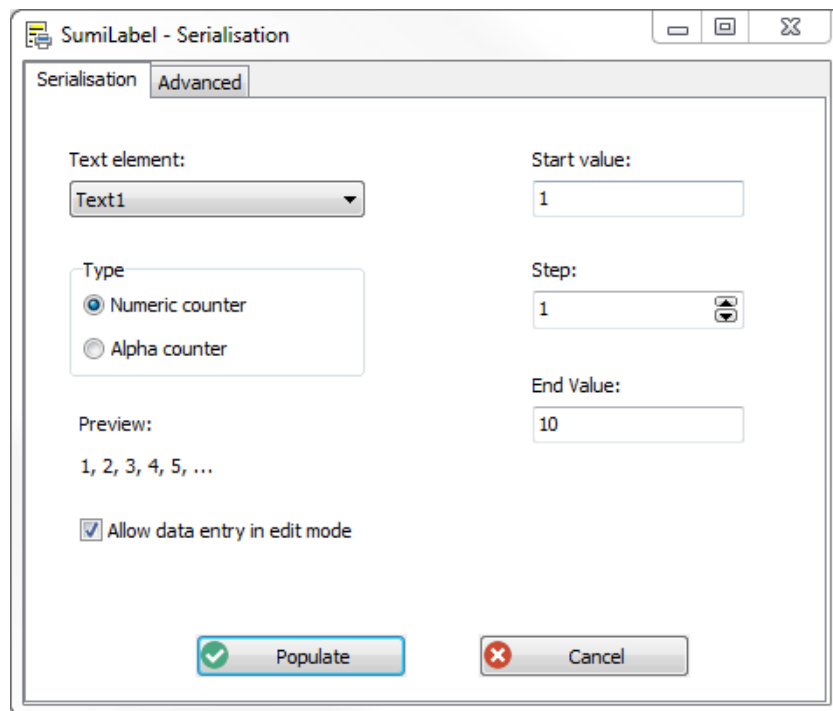 SumiLabel - Serialisation
Serialisation Advanced
Text element:
Text1
Start value:
1
Type
Numeric counter
Alpha counter
Step:
1
End Value:
10
Preview:
1, 2, 3, 4, 5, ...
Allow data entry in edit mode
Populate
Cancel